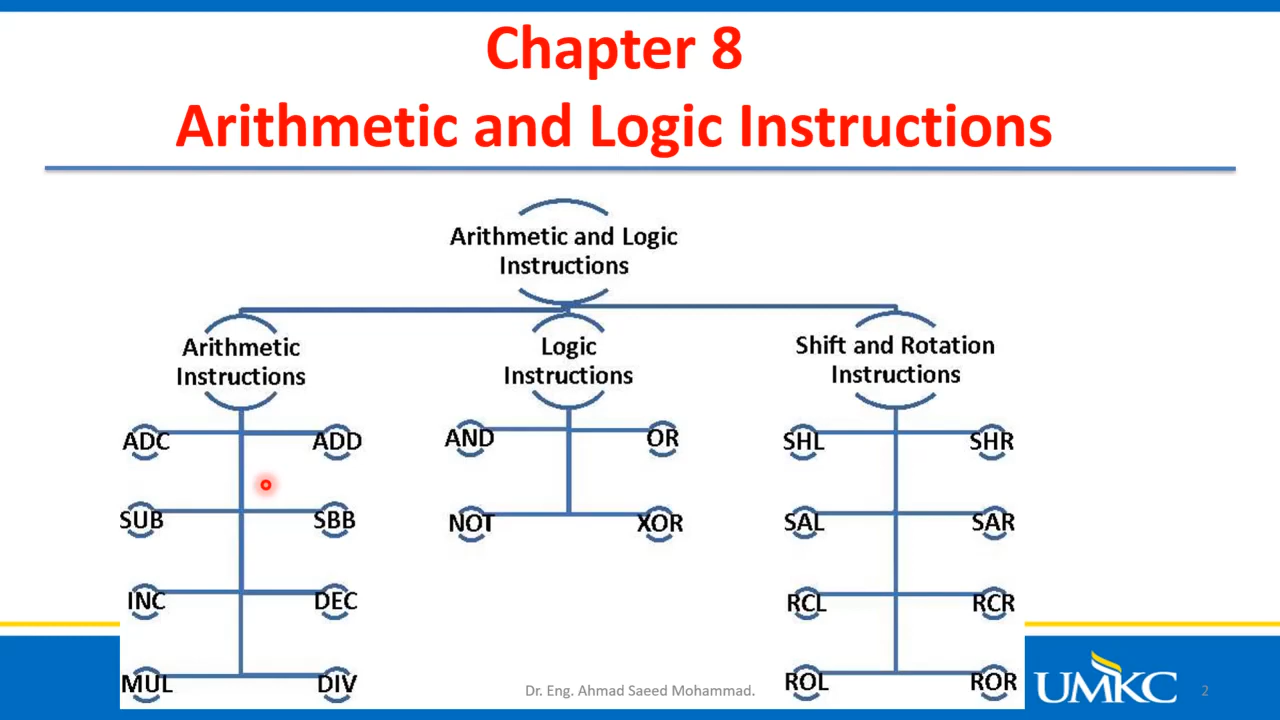 Chapter 8
Arithmetic and Logic Instructions
Arithmetic and Logic
Instructions
Arithmetic
Instructions
Logic
Instructions
Shift and Rotation
Instructions
ADC ADD
AND OR
SHL SHR
SUB SBB
NOT XOR
SAL SAR
INC DEC
RCL RCR
MUL DIV
ROL ROR
Dr. Eng. Ahmad Saeed Mohammad.
UMKC
2